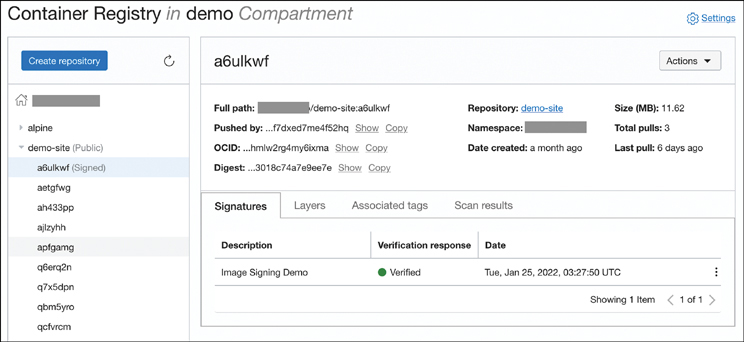 Container Registry in demo Compartment
Settings
Create repository
alpine
demo-site (Public)
a6ulkwf (Signed)
aetgfwg
ah433pp
ajlzyhh
apfgamg
q6erq2n
q7x5dpn
qbm5yro
qcfvrcm
a6ulkwf
Actions
Full path: /demo-site:a6ulkwf
Pushed by: ...f7dxed7me4f52hq Show Copy
OCID: ...hmlw2rg4my6ixma Show Copy
Digest: ...3018c74a7e9ee7e Show Copy
Repository: demo-site
Namespace:
Date created: a month ago
Size (MB): 11.62
Total pulls: 3
Last pull: 6 days ago
Signatures Layers Associated tags Scan results
Description Verification response Date
Image Signing Demo Verified Tue, Jan 25, 2022, 03:27:50 UTC
Showing 1 Item < 1 of 1 >